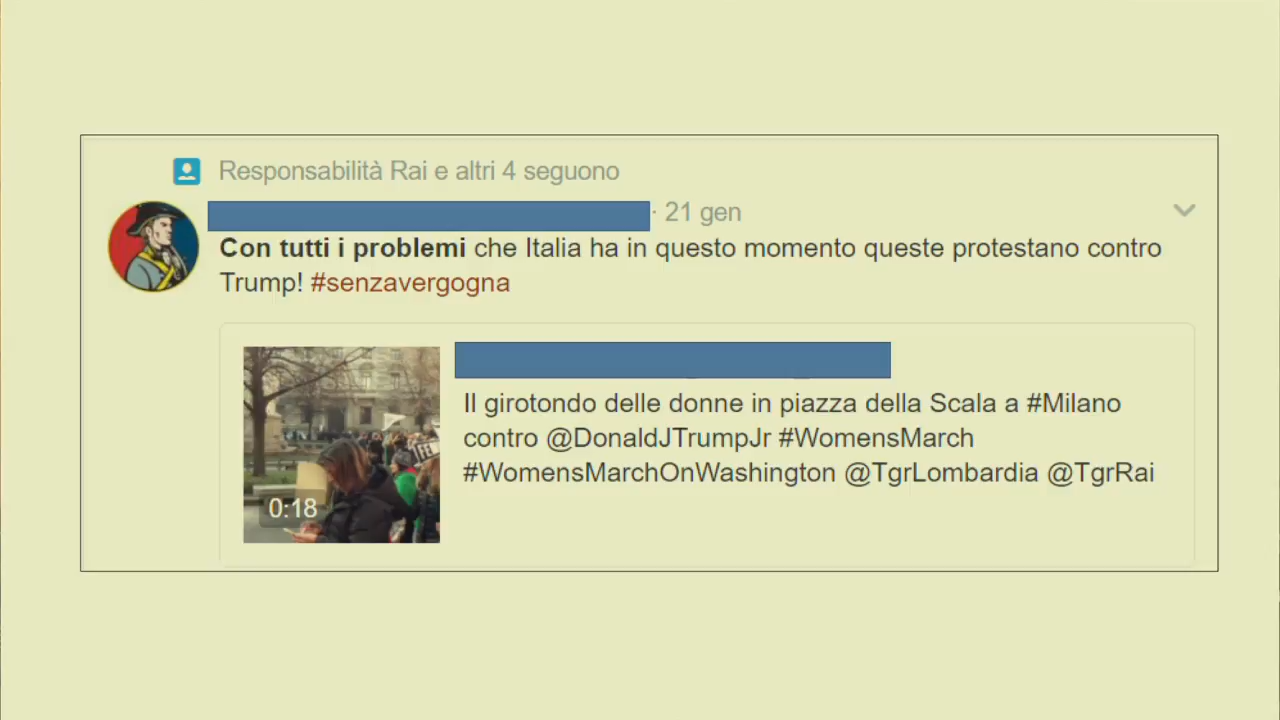 Responsabilità Rai e altri 4 seguono
· 21 gen
Con tutti i problemi che Italia ha in questo momento queste protestano contro
Trump! #senzavergogna
Il girotondo delle donne in piazza della Scala a #Milano
contro @DonaldJTrumpJr #WomensMarch
#WomensMarchOnWashington @TgrLombardia @TgrRai
0:18